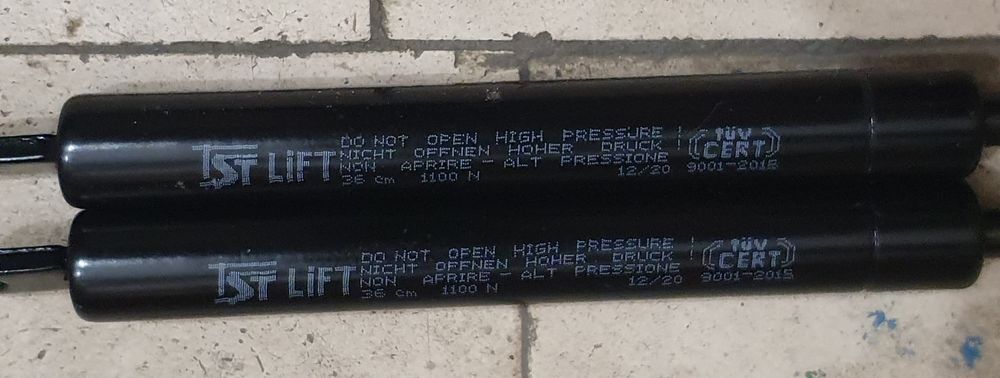 TST LIFT
DO NOT OPEN HIGH PRESSURE !
NICHT OFFNEN HOHER DRUCK
NON APRIRE - ALT PRESSIONE
36 cm 1100 N 12/20
TÜV
CERT
9001-2015
TST LIFT
DO NOT OPEN HIGH PRESSURE !
NICHT OFFNEN HOHER DRUCK
NON APRIRE - ALT PRESSIONE
36 cm 1100 N 12/20
TÜV
CERT
9001-2015